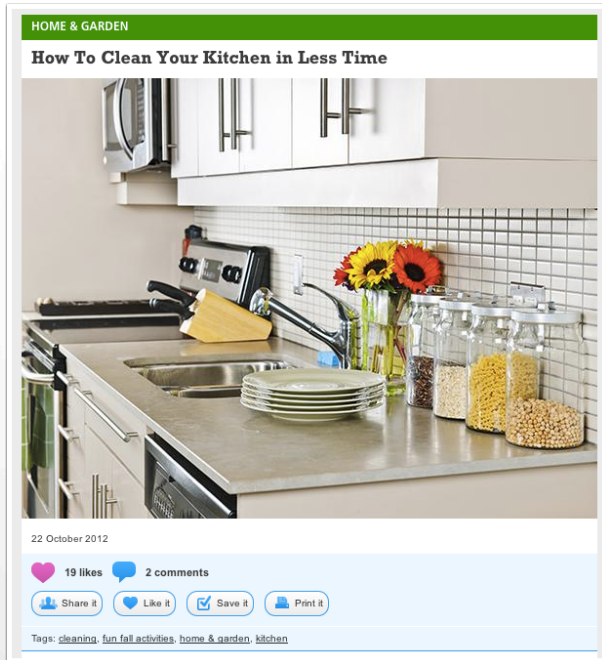 HOME & GARDEN
How To Clean Your Kitchen in Less Time
22 October 2012
19 likes 2 comments
Share it Like it Save it Print it
Tags: cleaning, fun fall activities, home & garden, kitchen